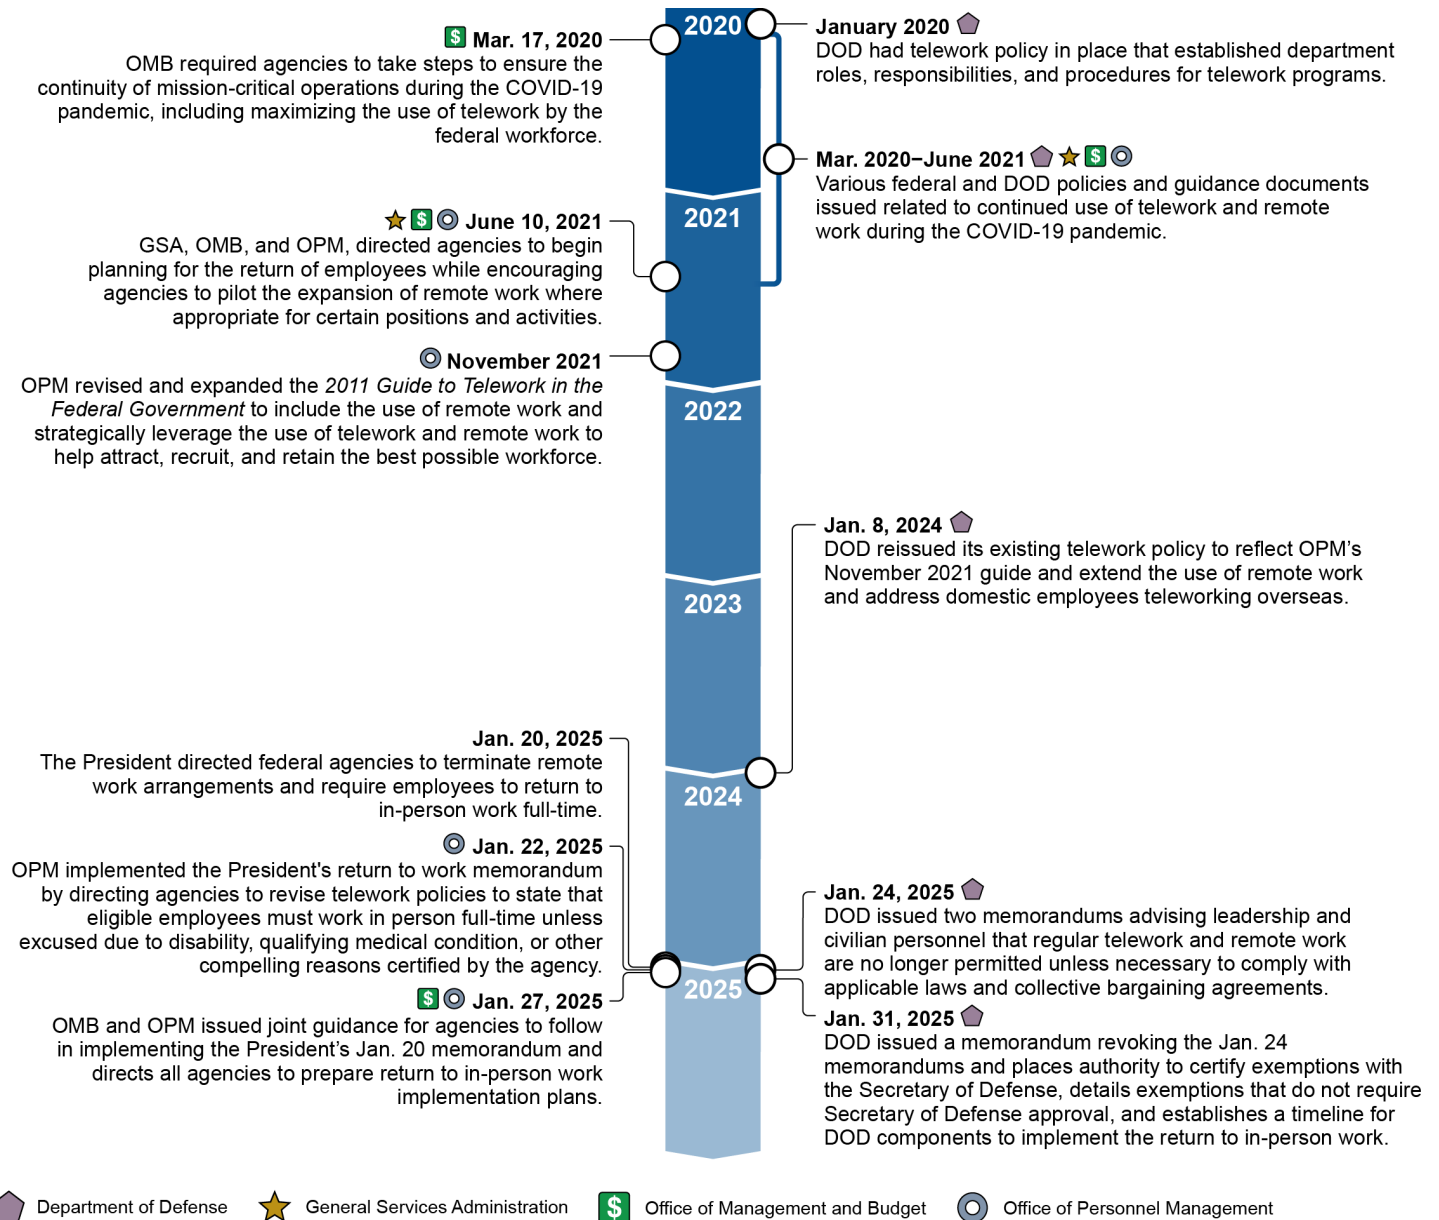 2020
$ Mar. 17, 2020
OMB required agencies to take steps to ensure the
continuity of mission-critical operations during the COVID-19
pandemic, including maximizing the use of telework by the
federal workforce.
January 2020
DOD had telework policy in place that established department
roles, responsibilities, and procedures for telework programs.
Mar. 2020–June 2021 $
Various federal and DOD policies and guidance documents
issued related to continued use of telework and remote
work during the COVID-19 pandemic.
2021
$ June 10, 2021
GSA, OMB, and OPM, directed agencies to begin
planning for the return of employees while encouraging
agencies to pilot the expansion of remote work where
appropriate for certain positions and activities.
November 2021
OPM revised and expanded the 2011 Guide to Telework in the
Federal Government to include the use of remote work and
strategically leverage the use of telework and remote work to
help attract, recruit, and retain the best possible workforce.
2022
Jan. 8, 2024
DOD reissued its existing telework policy to reflect OPM’s
November 2021 guide and extend the use of remote work
and address domestic employees teleworking overseas.
2023
2024
Jan. 20, 2025
The President directed federal agencies to terminate remote
work arrangements and require employees to return to
in-person work full-time.
Jan. 22, 2025
OPM implemented the President's return to work memorandum
by directing agencies to revise telework policies to state that
eligible employees must work in person full-time unless
excused due to disability, qualifying medical condition, or other
compelling reasons certified by the agency.
Jan. 24, 2025
DOD issued two memorandums advising leadership and
civilian personnel that regular telework and remote work
are no longer permitted unless necessary to comply with
applicable laws and collective bargaining agreements.
2025
$ Jan. 27, 2025
OMB and OPM issued joint guidance for agencies to follow
in implementing the President’s Jan. 20 memorandum and
directs all agencies to prepare return to in-person work
implementation plans.
Jan. 31, 2025
DOD issued a memorandum revoking the Jan. 24
memorandums and places authority to certify exemptions with
the Secretary of Defense, details exemptions that do not require
Secretary of Defense approval, and establishes a timeline for
DOD components to implement the return to in-person work.
Department of Defense
General Services Administration
$ Office of Management and Budget
Office of Personnel Management